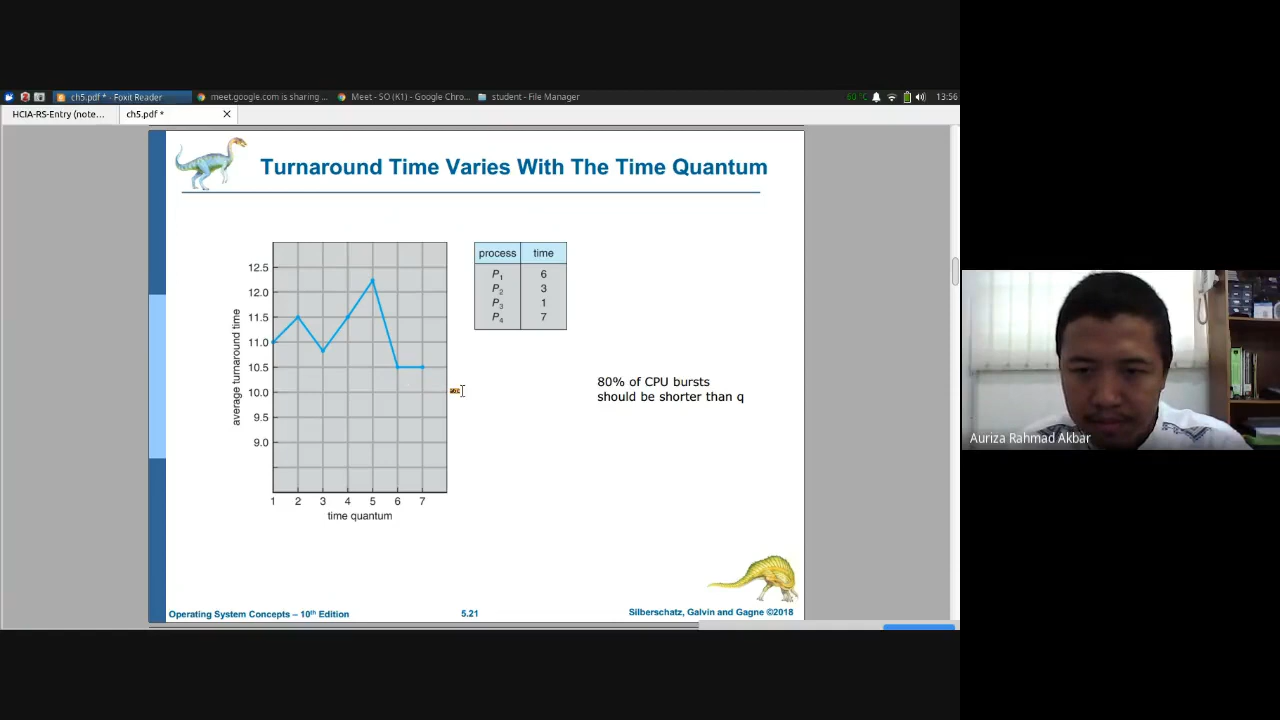 ch5.pdf * - Foxit Reader
meet.google.com is sharing ...
Meet - SO (K1) - Google Chro...
student - File Manager
60 °C
13:56
HCIA-RS-Entry (note...
ch5.pdf *
Turnaround Time Varies With The Time Quantum
process time
P1 6
P2 3
P3 1
P4 7
12.5
12.0
11.5
11.0
10.5
10.0
9.5
9.0
average turnaround time
1 2 3 4 5 6 7
time quantum
abc
80% of CPU bursts
should be shorter than q
Operating System Concepts – 10th Edition
5.21
Silberschatz, Galvin and Gagne ©2018
Auriza Rahmad Akbar